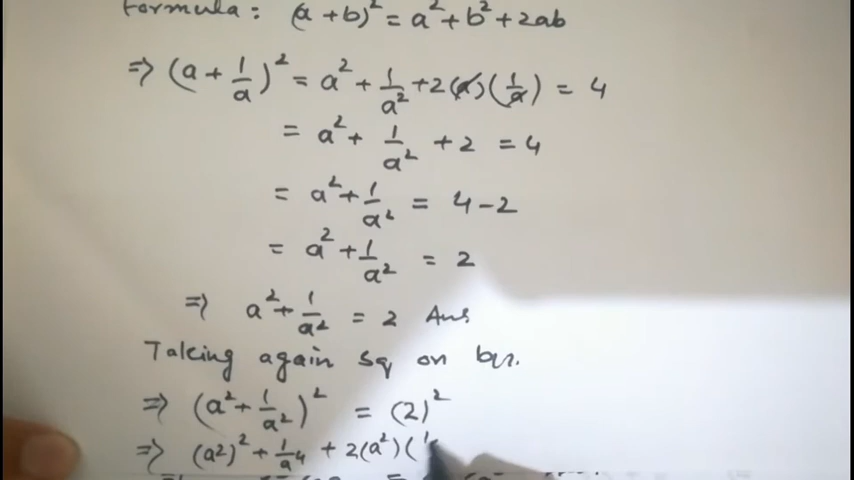 Formula: (a + b)² = a² + b² + 2ab
⇒ (a + 1/a)² = a² + 1/a² + 2(a)(1/a) = 4
= a² + 1/a² + 2 = 4
= a² + 1/a² = 4 - 2
= a² + 1/a² = 2
⇒ a² + 1/a² = 2 Ans
Taking again sq on b/s.
⇒ (a² + 1/a²)² = (2)²
⇒ (a²)² + 1/a⁴ + 2(a²)(1